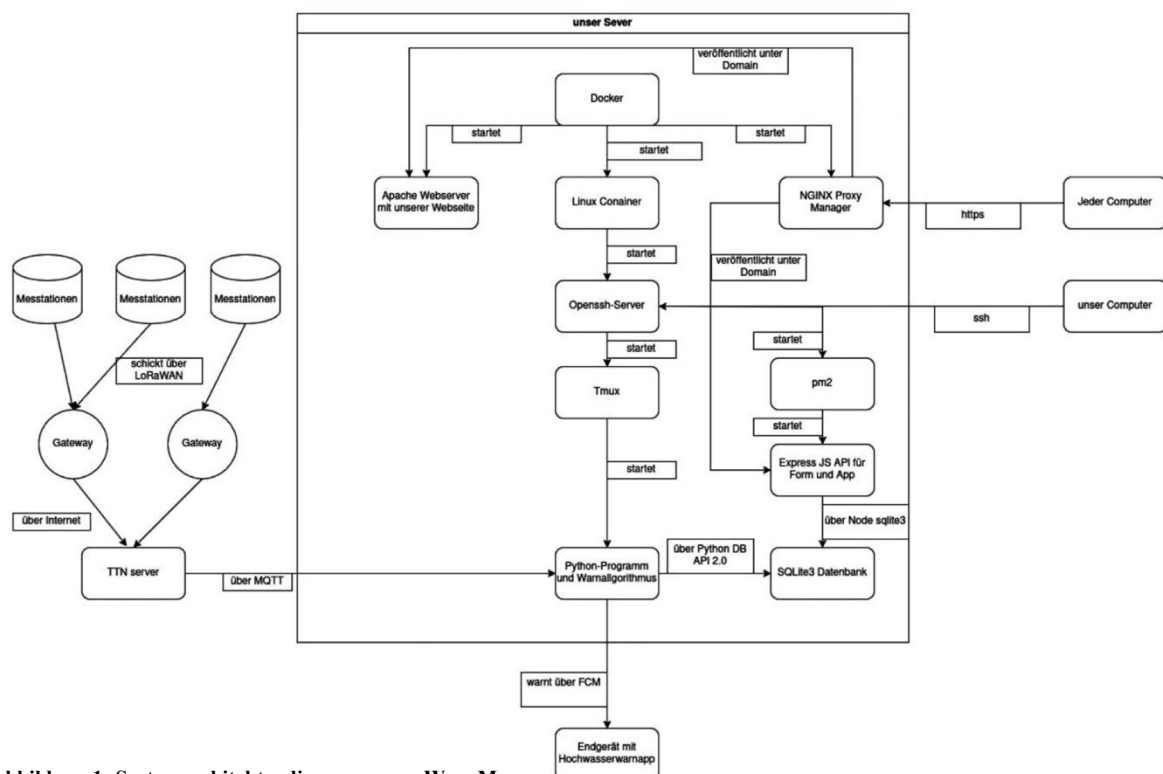 unser Sever
veröffentlicht unter
Domain
Docker
startet
startet
startet
Apache Webserver
mit unserer Webseite
Linux Conainer
NGINX Proxy
Manager
https
Jeder Computer
startet
veröffentlicht unter
Domain
Messtationen
Messtationen
Messtationen
Openssh-Server
ssh
unser Computer
schickt über
LoRaWAN
startet
startet
Tmux
pm2
Gateway
Gateway
startet
startet
Express JS API für
Form und App
über Internet
über Node sqlite3
TTN server
über MQTT
Python-Programm
und Warnallgorithmus
über Python DB
API 2.0
SQLite3 Datenbank
warnt über FCM
Endgerät mit
Hochwasserwarnapp